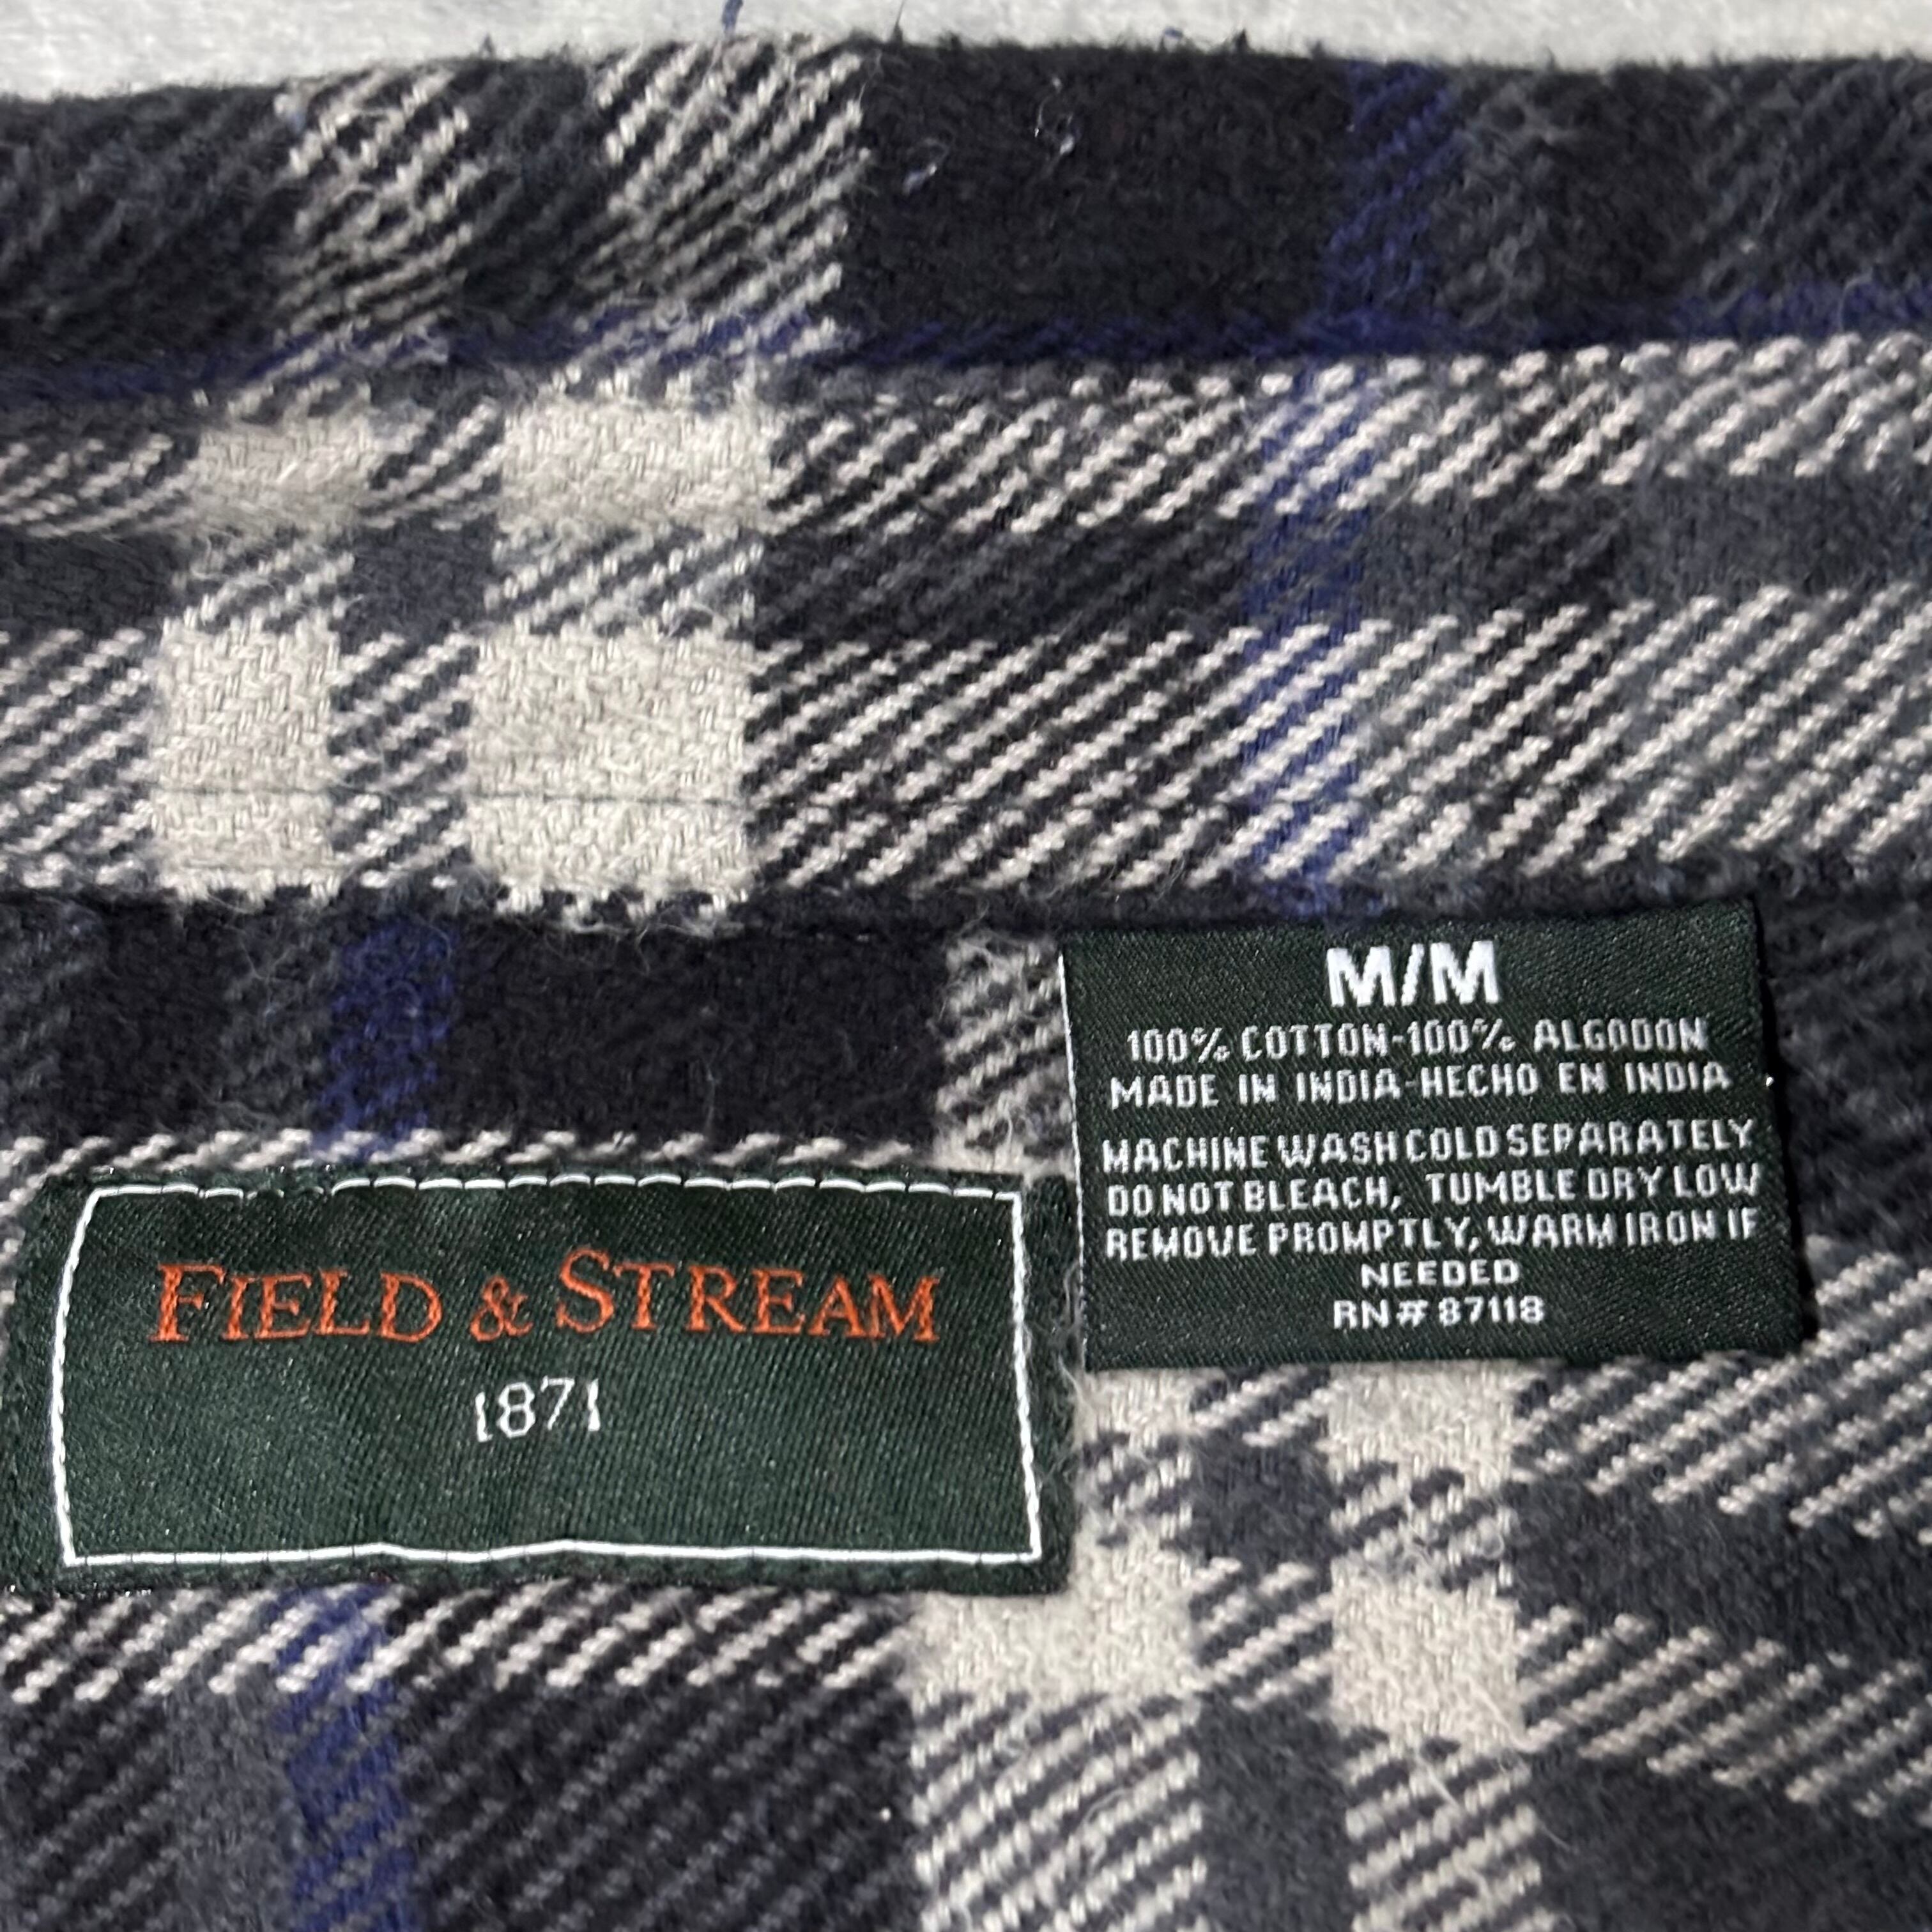 M/M
100% COTTON-100% ALGODON
MADE IN INDIA-HECHO EN INDIA
MACHINE WASH COLD SEPARATELY
DO NOT BLEACH, TUMBLE DRY LOW
REMOVE PROMPTLY, WARM IRON IF
NEEDED
RN# 87118
FIELD & STREAM
1871